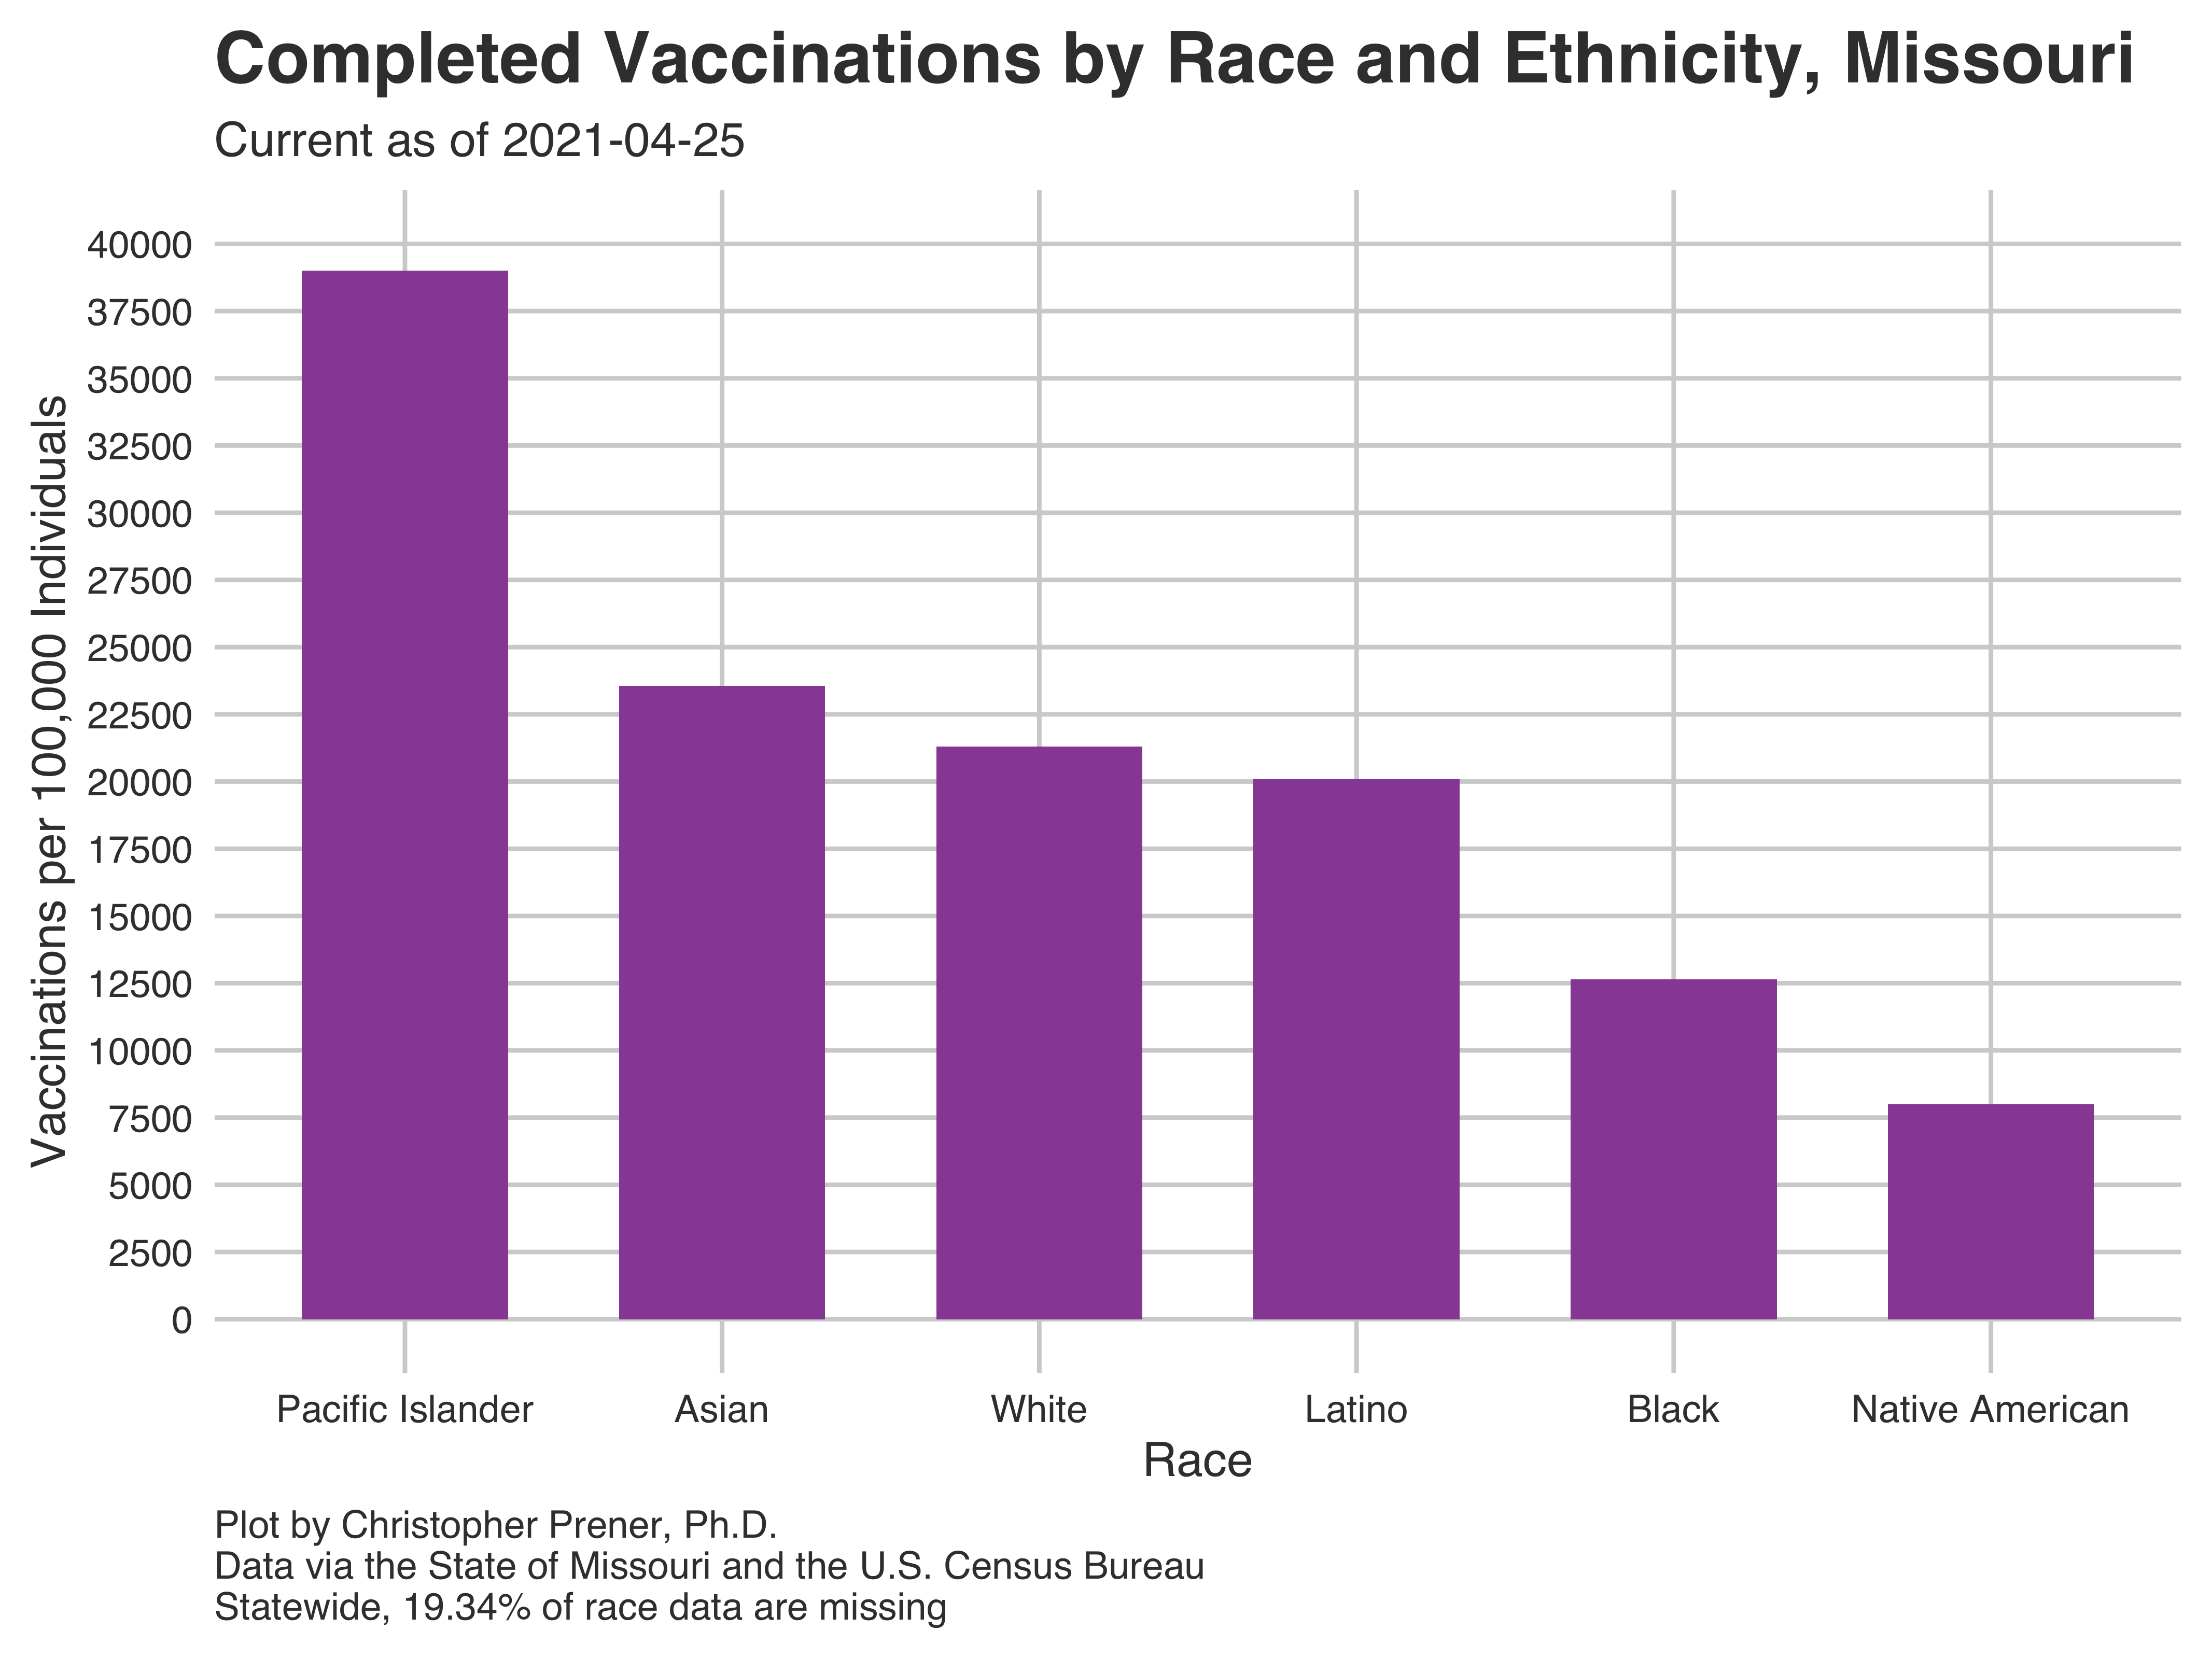 Completed Vaccinations by Race and Ethnicity, Missouri
Current as of 2021-04-25
Vaccinations per 100,000 Individuals
40000
37500
35000
32500
30000
27500
25000
22500
20000
17500
15000
12500
10000
7500
5000
2500
0
Pacific Islander Asian White Latino Black Native American
Race
Plot by Christopher Prener, Ph.D.
Data via the State of Missouri and the U.S. Census Bureau
Statewide, 19.34% of race data are missing